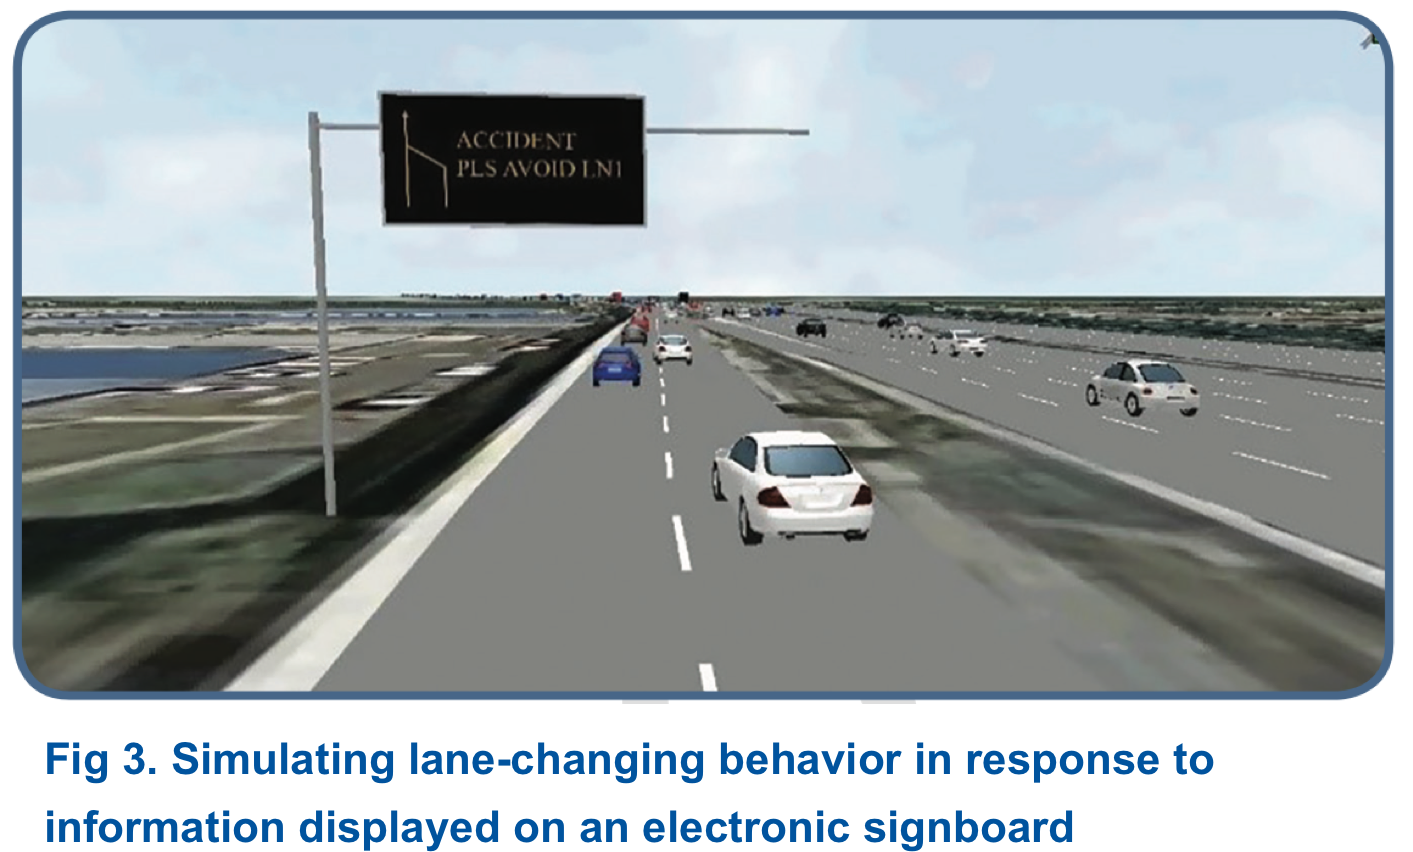 ACCIDENT
PLS AVOID LN1
Fig 3. Simulating lane-changing behavior in response to
information displayed on an electronic signboard